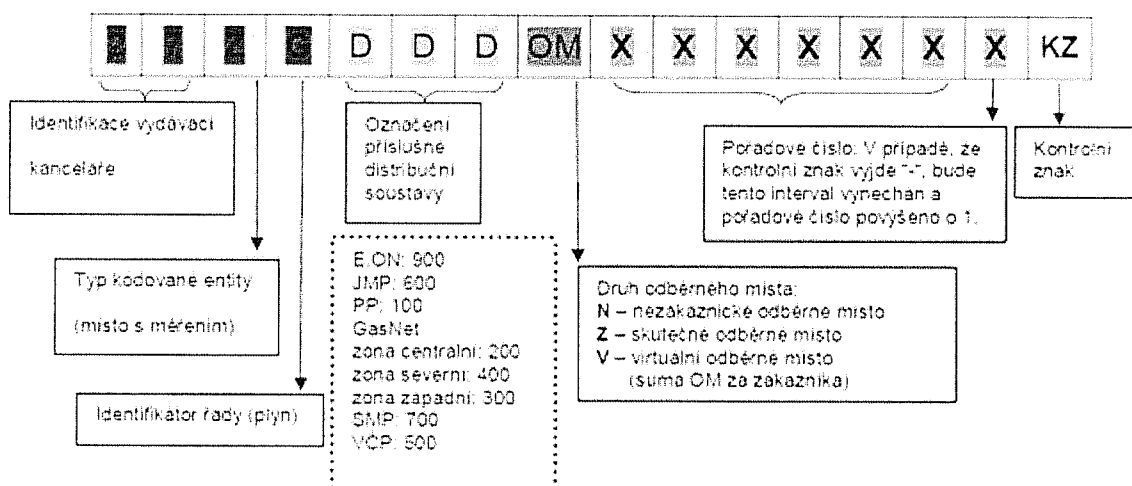 2 7 Z G D D D OM X X X X X X X KZ
Identifikace vydávací
kanceláře
Označení
příslušné
distribuční
soustavy
Pořadové číslo: V případě, že
kontrolní znak vyjde "-", bude
tento interval vynechán a
pořadové číslo povýšeno o 1.
Kontrolní
znak
Typ kódované entity
(místo s měřením)
E.ON: 900
JMP: 600
PP: 100
GasNet
zóna centrální: 200
zóna severní: 400
zóna západní: 300
SMP: 700
VČP: 500
Druh odběrného místa:
N – nezákaznické odběrné místo
Z – skutečné odběrné místo
V – virtuální odběrné místo
(suma OM za zákazníka)
Identifikátor řady (plyn)